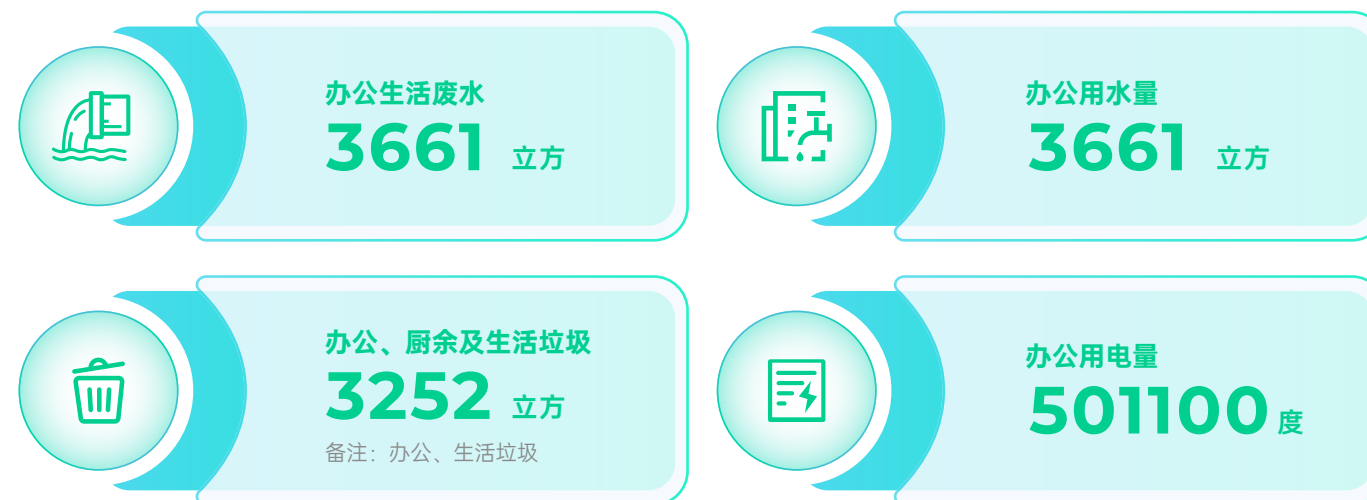 办公生活废水
3661 立方
办公用水量
3661 立方
办公、厨余及生活垃圾
3252 立方
备注：办公、生活垃圾
办公用电量
501100 度